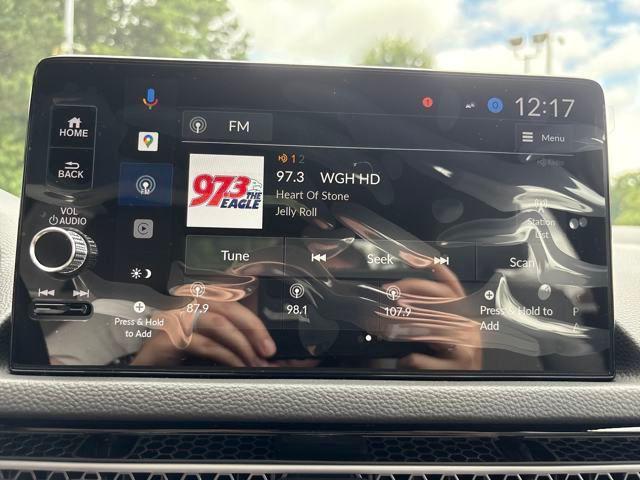 12:17
FM
Menu
HOME
BACK
VOL
AUDIO
FM
1 2
97.3 WGH HD
Heart Of Stone
Jelly Roll
97.3
THE
EAGLE
Station
List
Tune
Seek
Scan
Press & Hold
to Add
87.9
98.1
107.9
Press & Hold to
Add
P
A